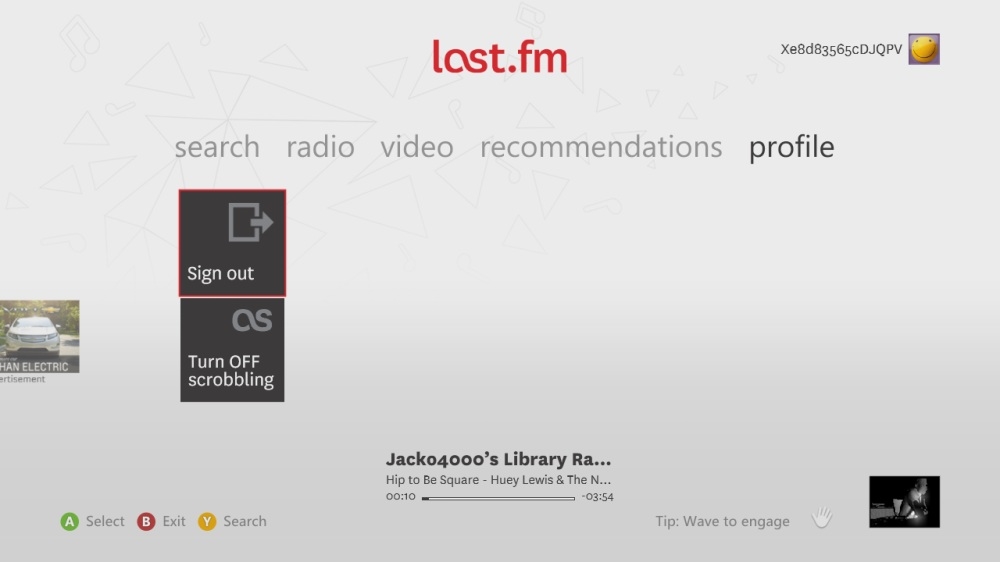 last.fm
Xe8d83565cDJQPV
search radio video recommendations profile
Sign out
HAN ELECTRIC
ertisement
Turn OFF
scrobbling
Jacko4000's Library Ra...
Hip to Be Square - Huey Lewis & The N...
00:10 -03:54
A Select B Exit Y Search
Tip: Wave to engage